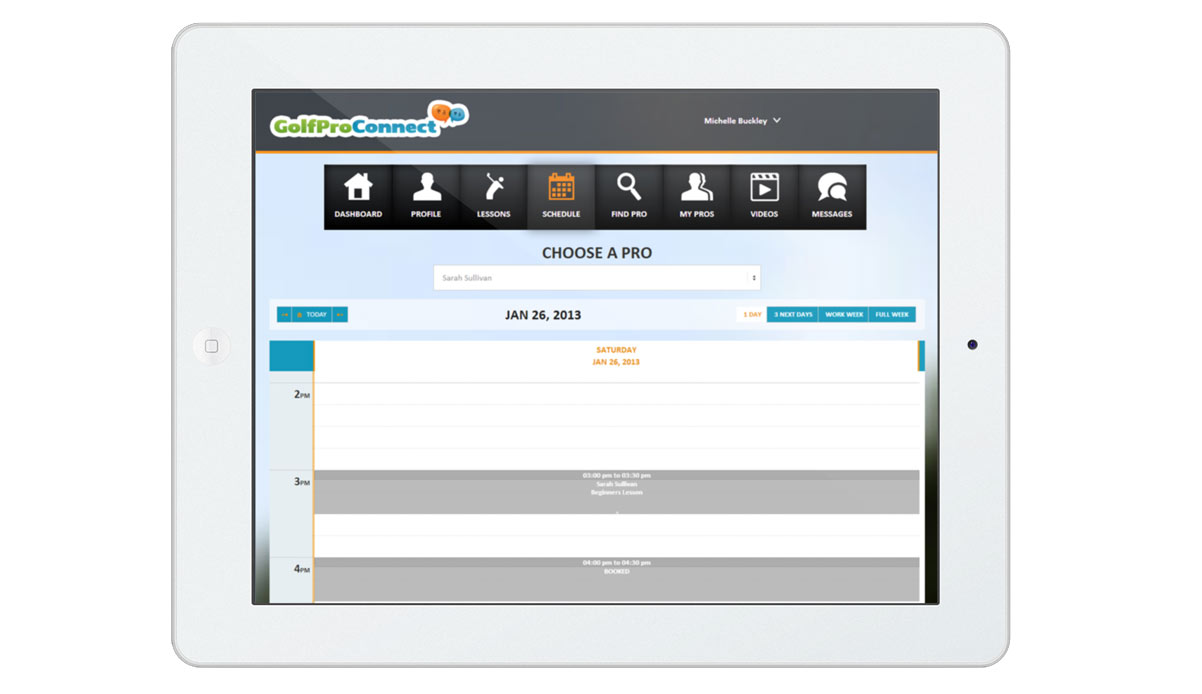 GolfProConnect
Michelle Buckley
DASHBOARD
PROFILE
LESSONS
SCHEDULE
FIND PRO
MY PROS
VIDEOS
MESSAGES
CHOOSE A PRO
Sarah Sullivan
TODAY
JAN 26, 2013
1 DAY
3 NEXT DAYS
WORK WEEK
FULL WEEK
SATURDAY
JAN 26, 2013
2PM
3PM
03:00 pm to 03:30 pm
Sarah Sullivan
Beginners Lesson
4PM
04:00 pm to 04:30 pm
BOOKED